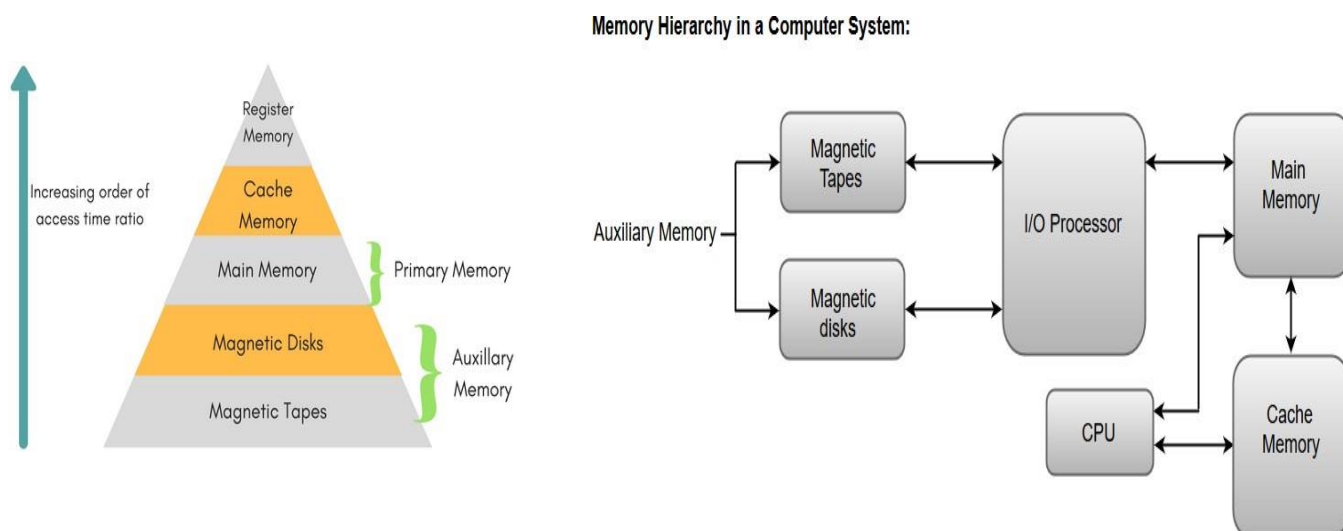 Memory Hierarchy in a Computer System:
Register
Memory
Cache
Memory
Main Memory
Magnetic Disks
Magnetic Tapes
Increasing order of
access time ratio
Primary Memory
Auxillary
Memory
Auxiliary Memory
Magnetic
Tapes
Magnetic
disks
I/O Processor
Main
Memory
CPU
Cache
Memory